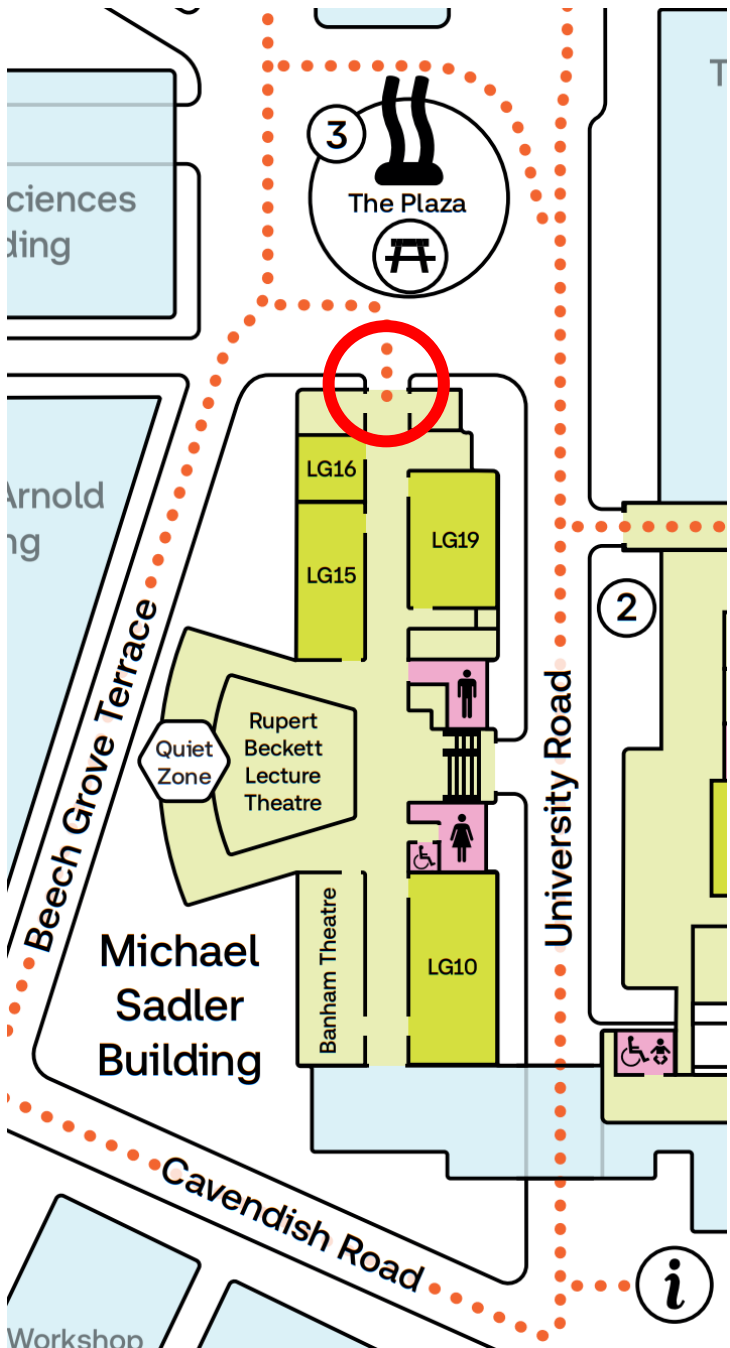 T
3
The Plaza
ciences
ding
LG16
Arnold
ng
LG19
LG15
2
Beech Grove Terrace
Rupert
Beckett
Lecture
Theatre
Quiet
Zone
University Road
Banham Theatre
LG10
Michael
Sadler
Building
Cavendish Road
i
Workshop